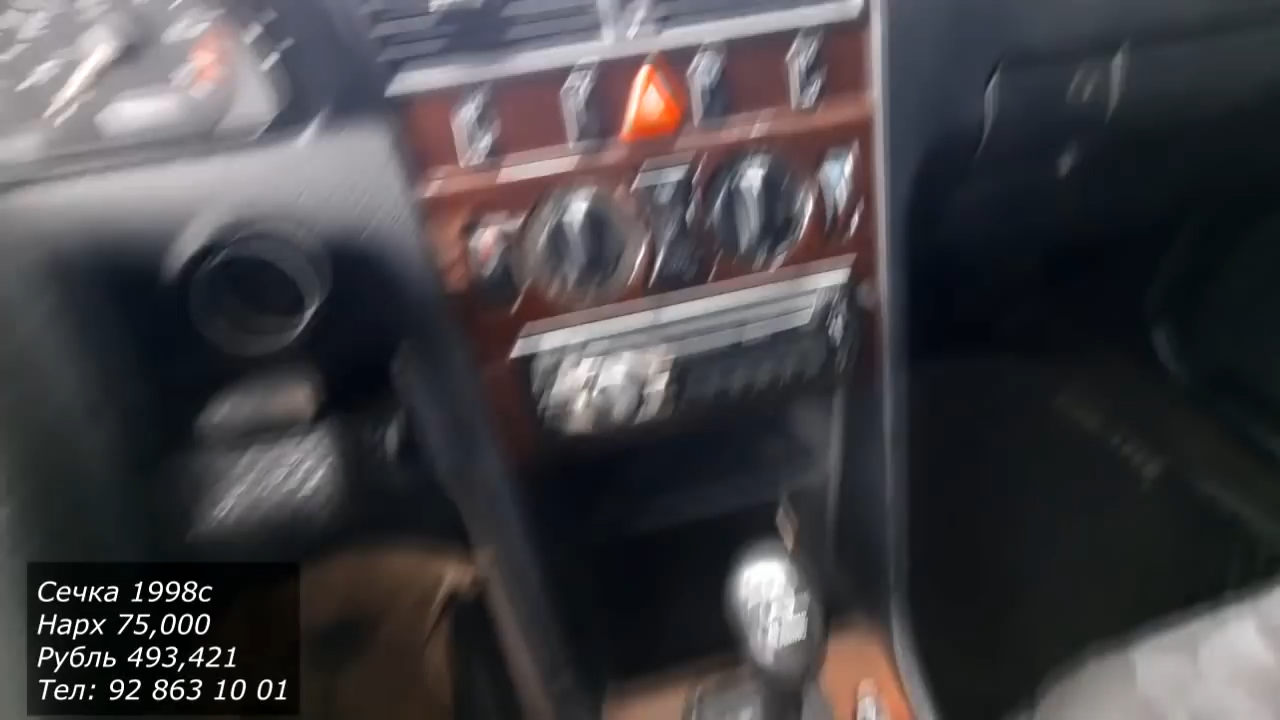 Сечка 1998с
Нарх 75,000
Рубль 493,421
Тел: 92 863 10 01